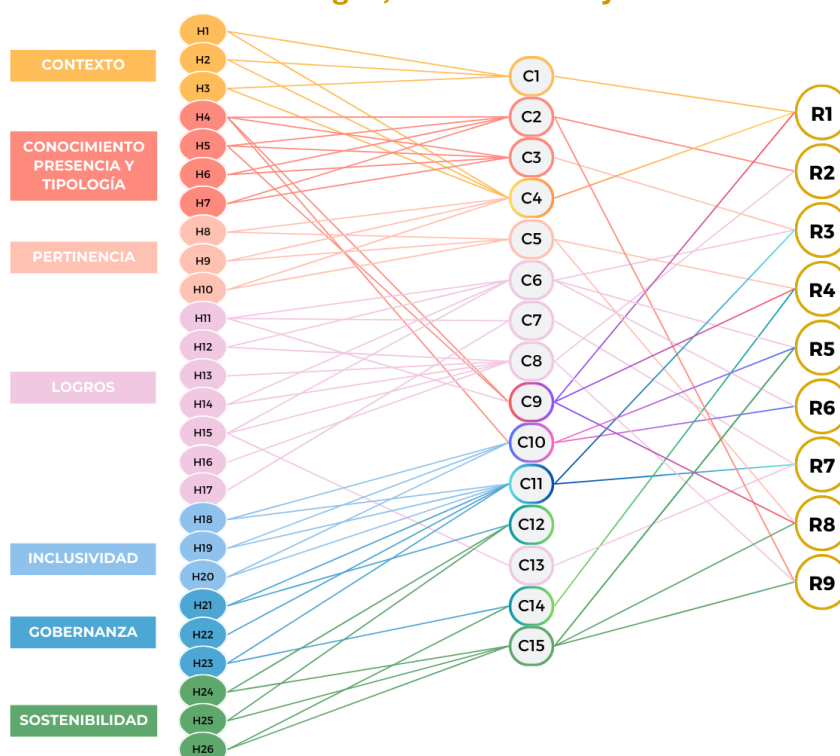 CONTEXTO
CONOCIMIENTO
PRESENCIA Y
TIPOLOGÍA
PERTINENCIA
LOGROS
INCLUSIVIDAD
GOBERNANZA
SOSTENIBILIDAD
H1
H2
H3
H4
H5
H6
H7
H8
H9
H10
H11
H12
H13
H14
H15
H16
H17
H18
H19
H20
H21
H22
H23
H24
H25
H26
C1
C2
C3
C4
C5
C6
C7
C8
C9
C10
C11
C12
C13
C14
C15
R1
R2
R3
R4
R5
R6
R7
R8
R9